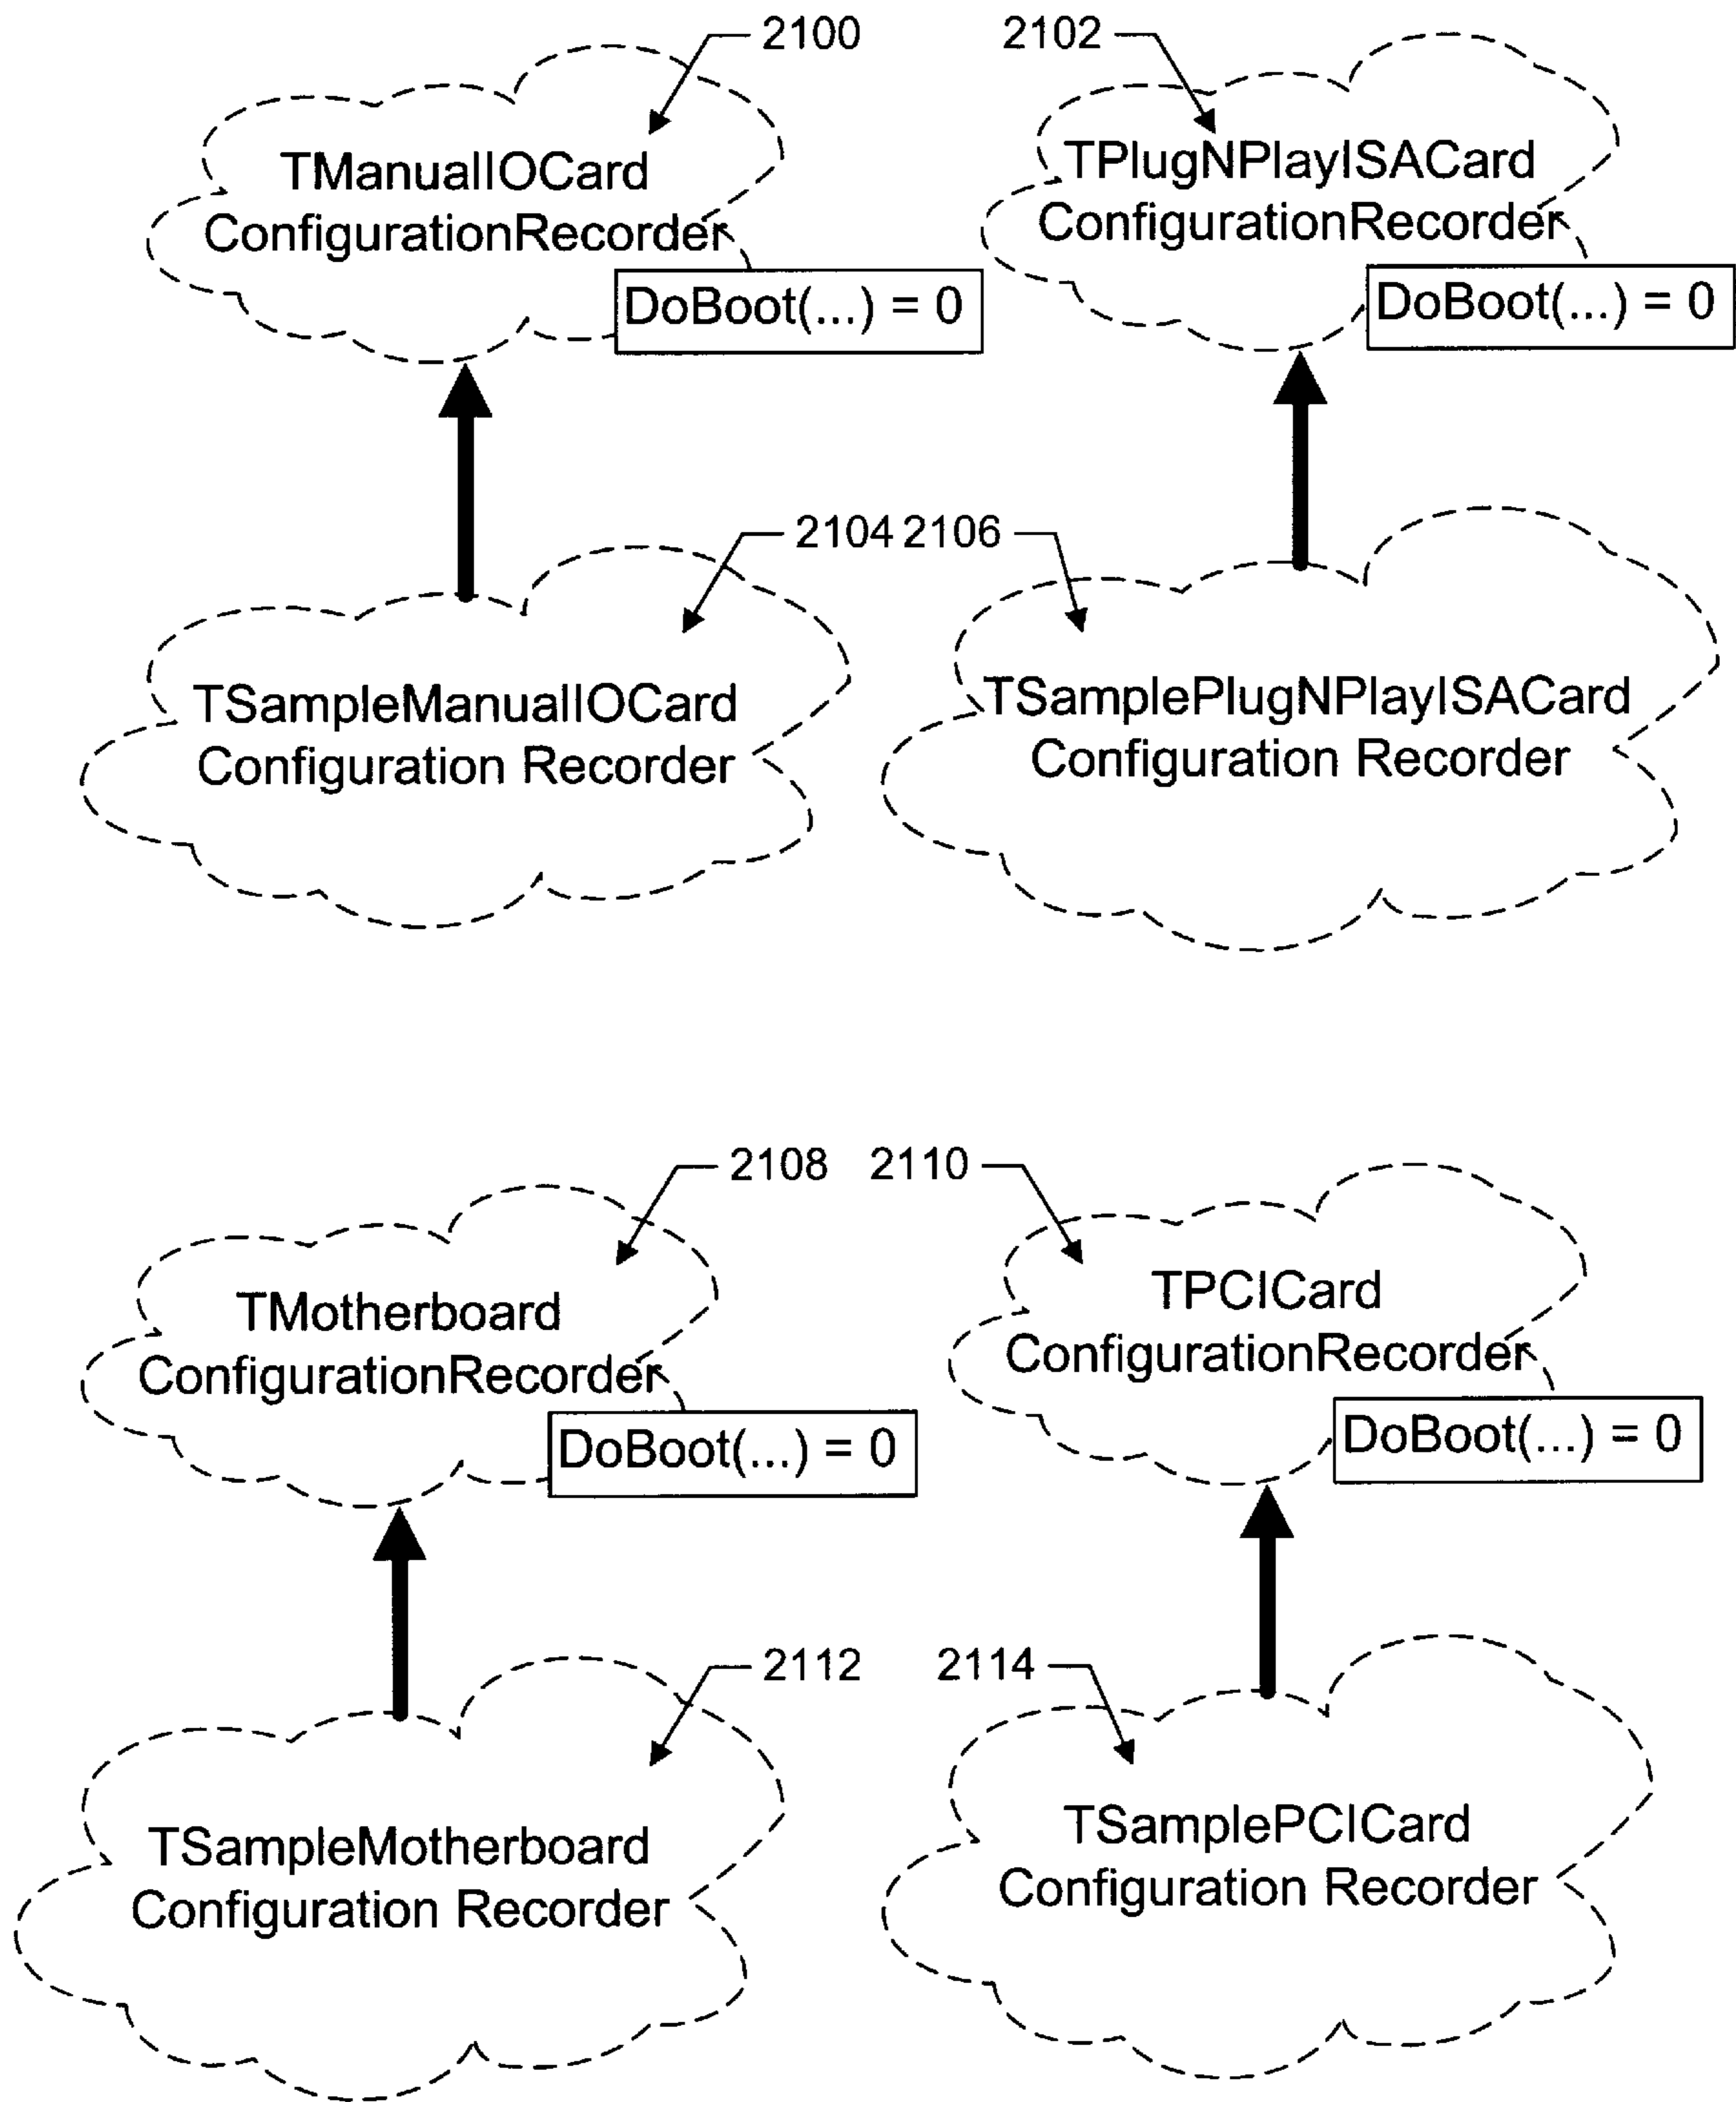 2100
2102
TManualIOCard
ConfigurationRecorder
DoBoot(...) = 0
TPlugNPlayISACard
ConfigurationRecorder
DoBoot(...) = 0
2104
2106
TSampleManualIOCard
Configuration Recorder
TSamplePlugNPlayISACard
Configuration Recorder
2108
2110
TMotherboard
ConfigurationRecorder
DoBoot(...) = 0
TPCICard
ConfigurationRecorder
DoBoot(...) = 0
2112
2114
TSampleMotherboard
Configuration Recorder
TSamplePCICard
Configuration Recorder